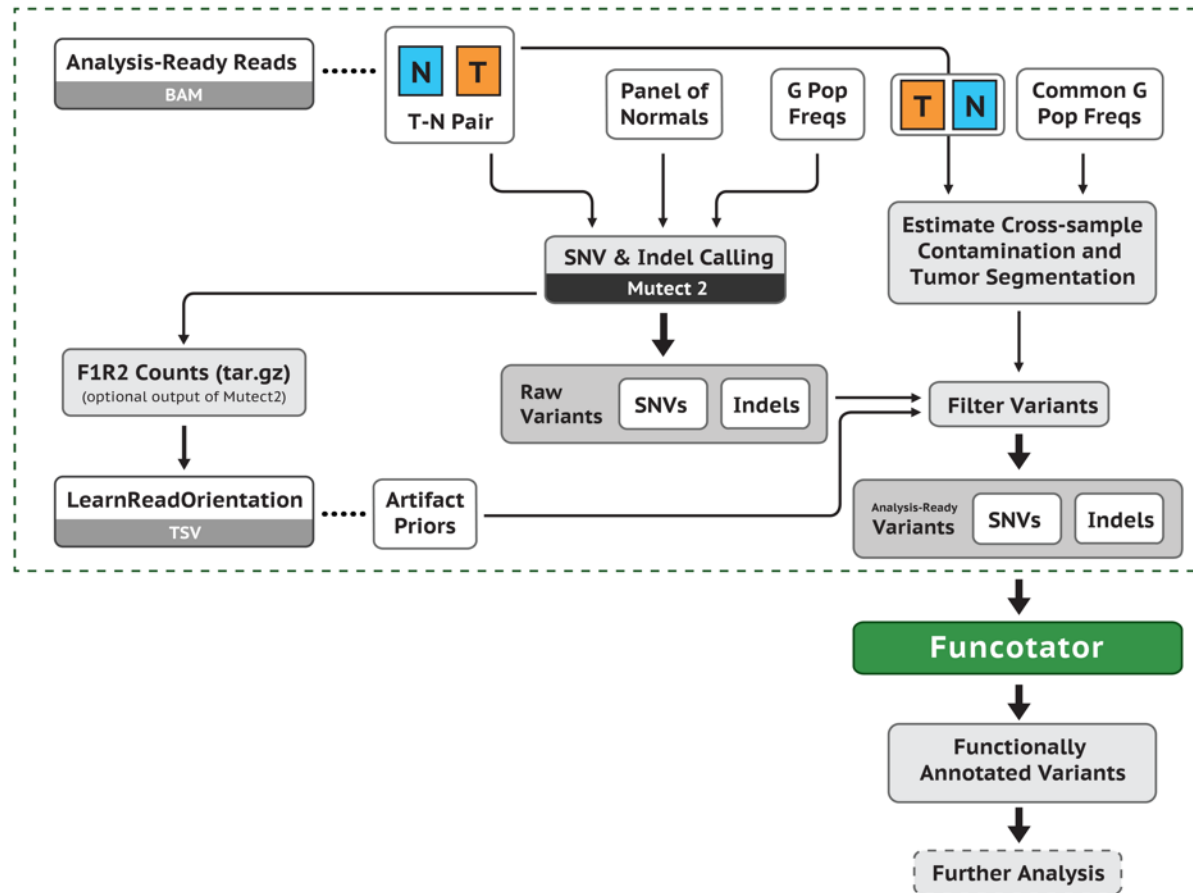 Analysis-Ready Reads
BAM
N
T
T-N Pair
Panel of
Normals
G Pop
Freqs
T
N
Common G
Pop Freqs
SNV & Indel Calling
Mutect 2
Estimate Cross-sample
Contamination and
Tumor Segmentation
F1R2 Counts (tar.gz)
(optional output of Mutect2)
Raw
Variants
SNVs
Indels
Filter Variants
LearnReadOrientation
TSV
Artifact
Priors
Analysis-Ready
Variants
SNVs
Indels
Funcotator
Functionally
Annotated Variants
Further Analysis